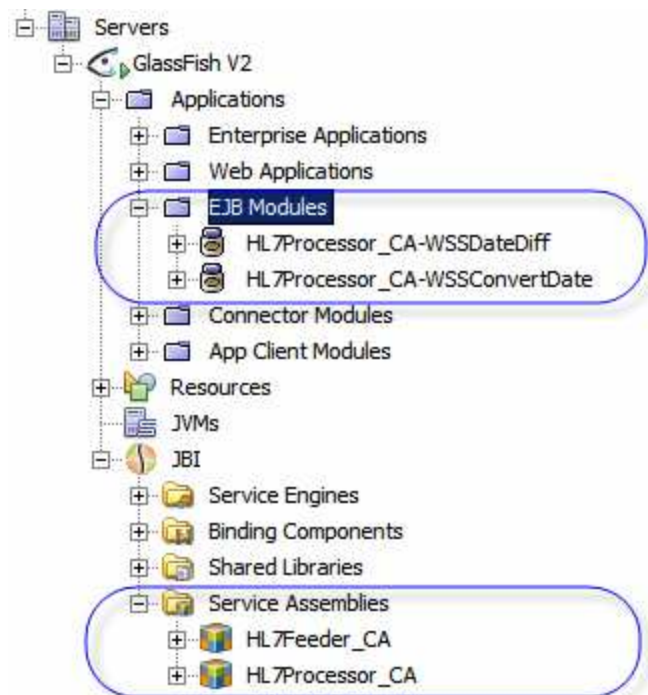 Servers
GlassFish V2
Applications
Enterprise Applications
Web Applications
EJB Modules
HL7Processor_CA-WSSDateDiff
HL7Processor_CA-WSSConvertDate
Connector Modules
App Client Modules
Resources
JVMs
JBI
Service Engines
Binding Components
Shared Libraries
Service Assemblies
HL7Feeder_CA
HL7Processor_CA